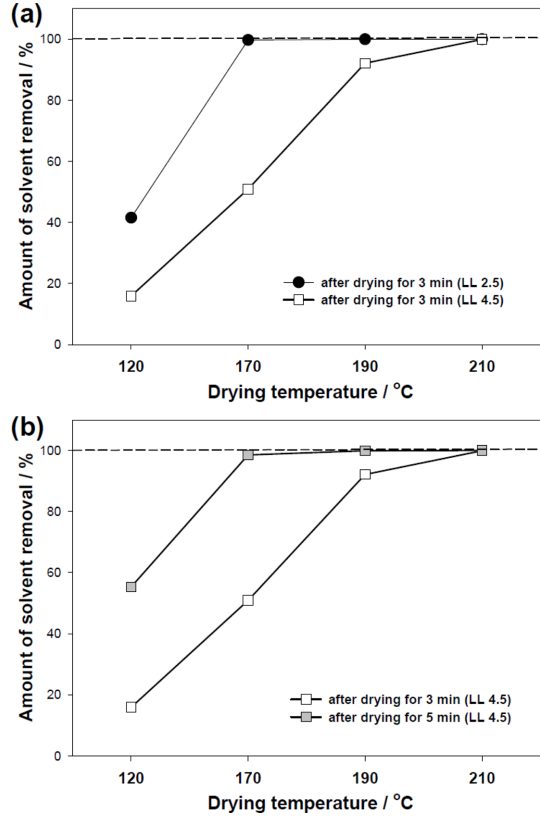 (a)
Amount of solvent removal / %
100
80
60
40
20
0
after drying for 3 min (LL 2.5)
after drying for 3 min (LL 4.5)
120 170 190 210
Drying temperature / °C
(b)
Amount of solvent removal / %
100
80
60
40
20
0
after drying for 3 min (LL 4.5)
after drying for 5 min (LL 4.5)
120 170 190 210
Drying temperature / °C